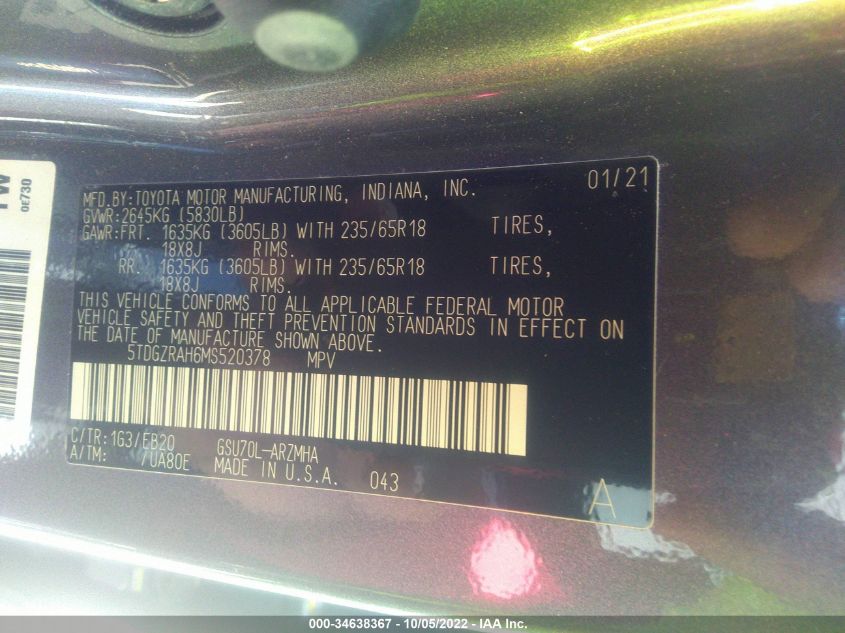 TW
0E730
MFD.BY:TOYOTA MOTOR MANUFACTURING, INDIANA, INC. 01/21
GVWR:2645KG (5830LB)
GAWR:FRT. 1635KG (3605LB) WITH 235/65R18 TIRES,
18X8J RIMS.
RR. 1635KG (3605LB) WITH 235/65R18 TIRES,
18X8J RIMS.
THIS VEHICLE CONFORMS TO ALL APPLICABLE FEDERAL MOTOR
VEHICLE SAFETY AND THEFT PREVENTION STANDARDS IN EFFECT ON
THE DATE OF MANUFACTURE SHOWN ABOVE.
5TDGZRAH6MS520378 MPV
C/TR:1G3/EB20 GSU70L-ARZMHA
A/TM: /UA80E MADE IN U.S.A. 043
A
000-34638367 - 10/05/2022 - IAA Inc.